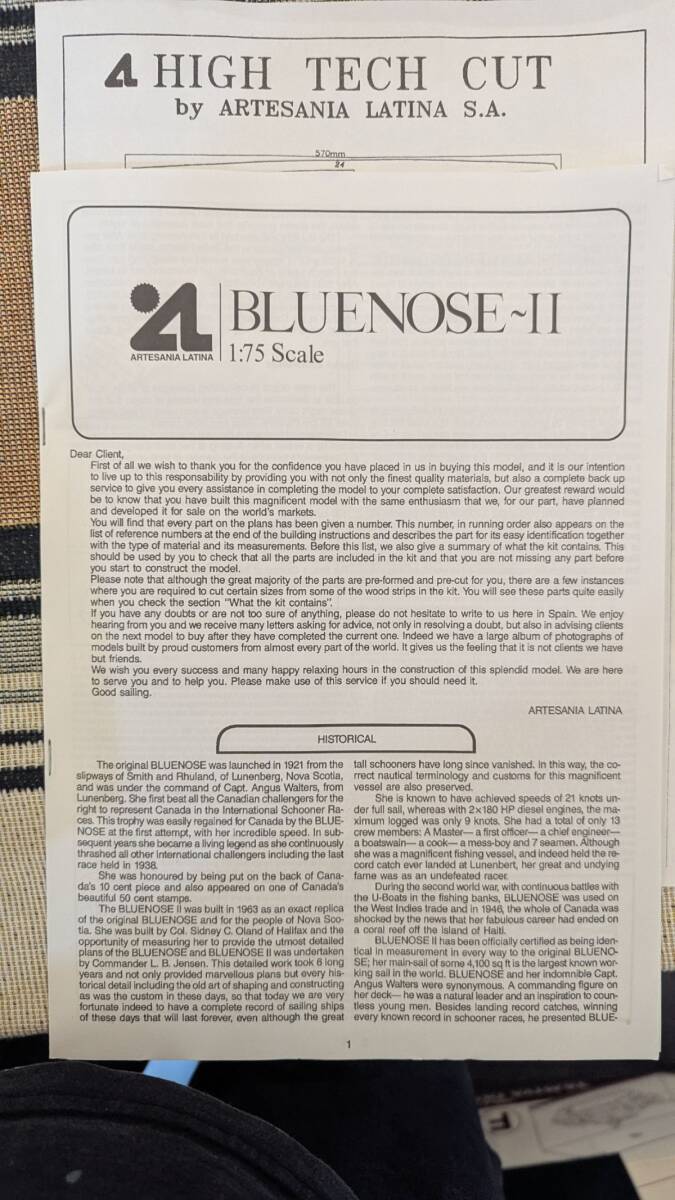 HIGH TECH CUT
by ARTESANIA LATINA S.A.
570mm
24
BLUENOSE~II
1:75 Scale
ARTESANIA LATINA
Dear Client,
First of all we wish to thank you for the confidence you have placed in us in buying this model, and it is our intention
to live up to this responsability by providing you with not only the finest quality materials, but also a complete back up
service to give you every assistance in completing the model to your complete satisfaction. Our greatest reward would
be to know that you have built this magnificent model with the same enthusiasm that we, for our part, have planned
and developed it for sale on the world's markets.
You will find that every part on the plans has been given a number. This number, in running order also appears on the
list of reference numbers at the end of the building instructions and describes the part for its easy identification together
with the type of material and its measurements. Before this list, we also give a summary of what the kit contains. This
should be used by you to check that all the parts are included in the kit and that you are not missing any part before
you start to construct the model.
Please note that although the great majority of the parts are pre-formed and pre-cut for you, there are a few instances
where you are required to cut certain sizes from some of the wood strips in the kit. You will see these parts quite easily
when you check the section "What the kit contains".
If you have any doubts or are not too sure of anything, please do not hesitate to write to us here in Spain. We enjoy
hearing from you and we receive many letters asking for advice, not only in resolving a doubt, but also in advising clients
on the next model to buy after they have completed the current one. Indeed we have a large album of photographs of
models built by proud customers from almost every part of the world. It gives us the feeling that it is not clients we have
but friends.
We wish you every success and many happy relaxing hours in the construction of this splendid model. We are here
to serve you and to help you. Please make use of this service if you should need it.
Good sailing.
ARTESANIA LATINA
HISTORICAL
The original BLUENOSE was launched in 1921 from the
slipways of Smith and Rhuland, of Lunenberg, Nova Scotia,
and was under the command of Capt. Angus Walters, from
Lunenberg. She first beat all the Canadian challengers for the
right to represent Canada in the International Schooner Ra-
ces. This trophy was easily regained for Canada by the BLUE-
NOSE at the first attempt, with her incredible speed. In sub-
sequent years she became a living legend as she continuously
thrashed all other International challengers including the last
race held in 1938.
She was honoured by being put on the back of Cana-
da's 10 cent piece and also appeared on one of Canada's
beautiful 50 cent stamps.
The BLUENOSE II was built in 1963 as an exact replica
of the original BLUENOSE and for the people of Nova Sco-
tia. She was built by Col. Sidney C. Oland of Halifax and the
opportunity of measuring her to provide the utmost detailed
plans of the BLUENOSE and BLUENOSE II was undertaken
by Commander L. B. Jensen. This detailed work took 6 long
years and not only provided marvellous plans but every his-
torical detail including the old art of shaping and constructing
as was the custom in these days, so that today we are very
fortunate indeed to have a complete record of sailing ships
of these days that will last forever, even although the great
tall schooners have long since vanished. In this way, the co-
rrect nautical terminology and customs for this magnificent
vessel are also preserved.
She is known to have achieved speeds of 21 knots un-
der full sail, whereas with 2×180 HP diesel engines, the ma-
ximum logged was only 9 knots. She had a total of only 13
crew members: A Master— a first officer— a chief engineer—
a boatswain— a cook— a mess-boy and 7 seamen. Although
she was a magnificent fishing vessel, and indeed held the re-
cord catch ever landed at Lunenbert, her great and undying
fame was as an undefeated racer.
During the second world war, with continuous battles with
the U-Boats in the fishing banks, BLUENOSE was used on
the West Indies trade and in 1946, the whole of Canada was
shocked by the news that her fabulous career had ended on
a coral reef off the island of Haiti.
BLUENOSE II has been officially certified as being iden-
tical in measurement in every way to the original BLUENO-
SE; her main-sail of some 4,100 sq ft is the largest known wor-
king sail in the world. BLUENOSE and her indomnible Capt.
Angus Walters were synonymous. A commanding figure on
her deck— he was a natural leader and an inspiration to coun-
tless young men. Besides landing record catches, winning
every known record in schooner races, he presented BLUE-
1